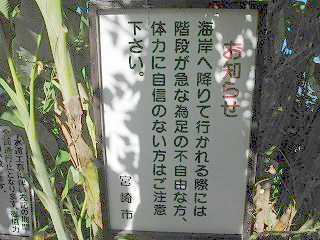 お知らせ
海岸へ降りて行かれる際には
階段が急な為足の不自由な方、
体力に自信のない方はご注意
下さい。
宮崎市